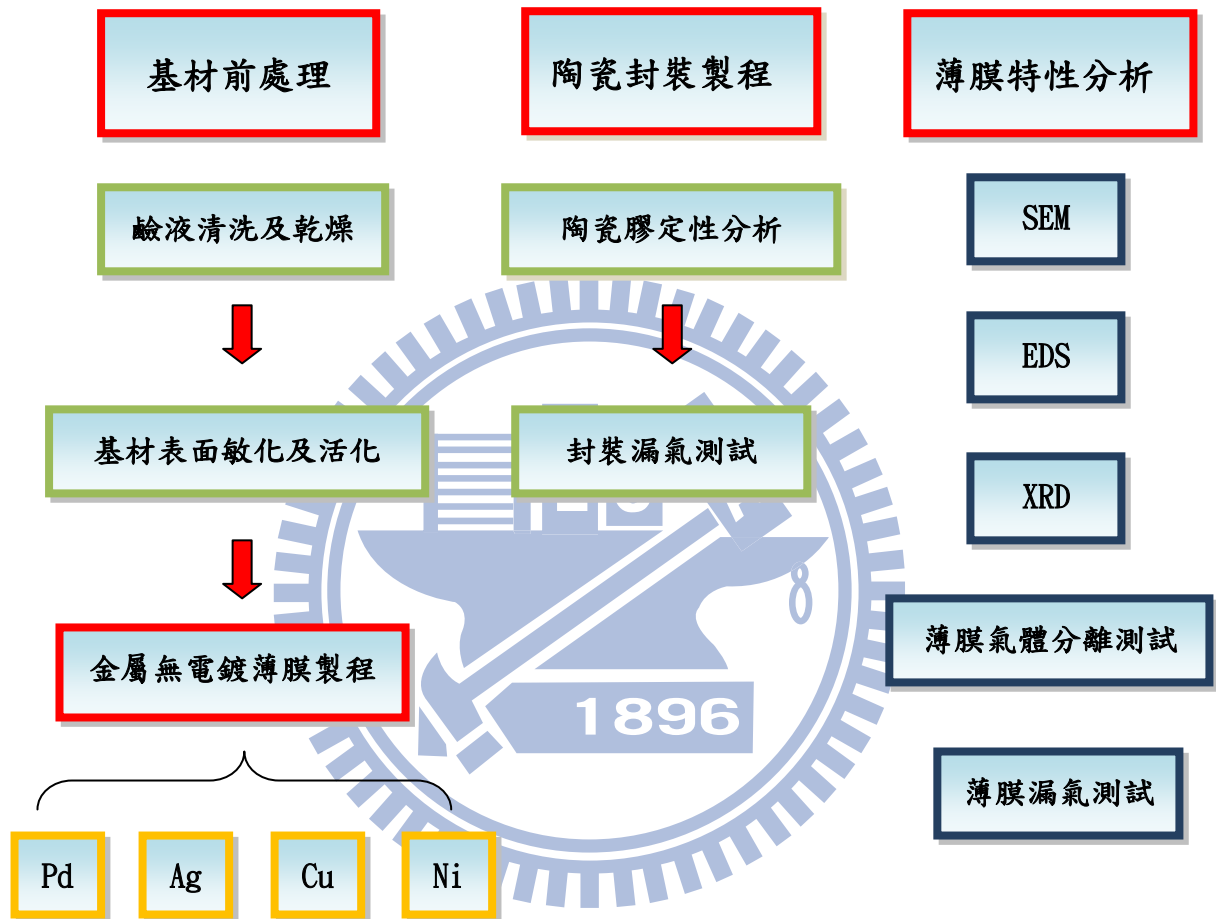 基材前處理
陶瓷封裝製程
薄膜特性分析
鹼液清洗及乾燥
陶瓷膠定性分析
SEM
EDS
基材表面敏化及活化
封裝漏氣測試
XRD
金屬無電鍍薄膜製程
薄膜氣體分離測試
1896
薄膜漏氣測試
Pd
Ag
Cu
Ni